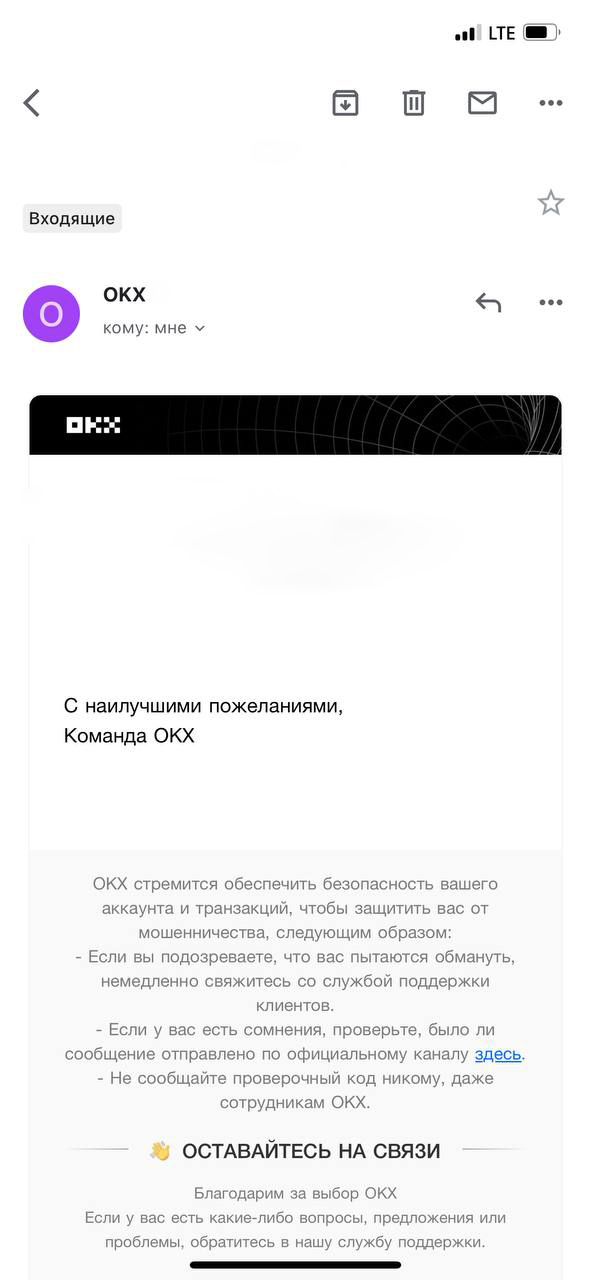 LTE
Входящие
O
OKX
кому: мне
OKX
С наилучшими пожеланиями,
Команда OKX
OKX стремится обеспечить безопасность вашего
аккаунта и транзакций, чтобы защитить вас от
мошенничества, следующим образом:
- Если вы подозреваете, что вас пытаются обмануть,
немедленно свяжитесь со службой поддержки
клиентов.
- Если у вас есть сомнения, проверьте, было ли
сообщение отправлено по официальному каналу здесь.
- Не сообщайте проверочный код никому, даже
сотрудникам OKX.
👋 ОСТАВАЙТЕСЬ НА СВЯЗИ
Благодарим за выбор OKX
Если у вас есть какие-либо вопросы, предложения или
проблемы, обратитесь в нашу службу поддержки.